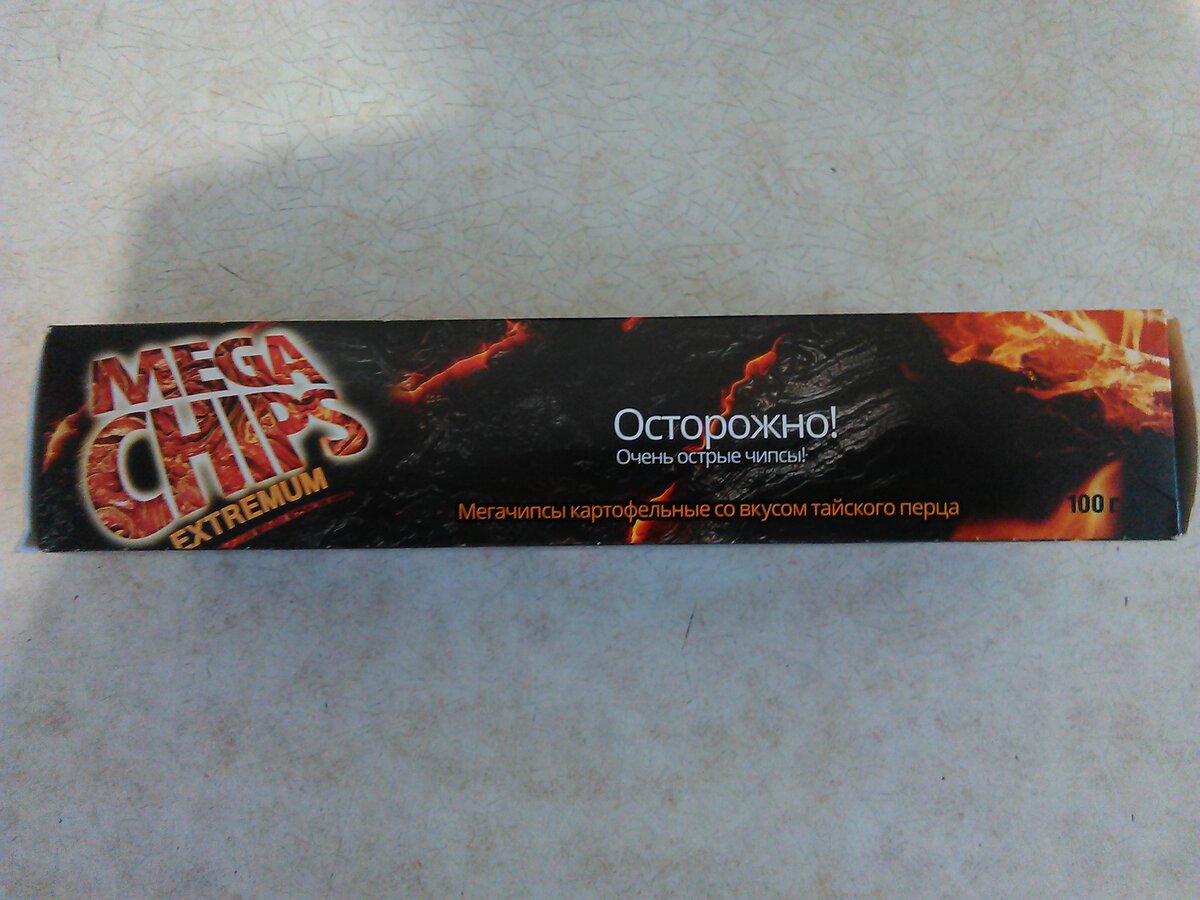 MEGA
CHIPS
EXTREMUM
Осторожно!
Очень острые чипсы!
Мегачипсы картофельные со вкусом тайского перца
100 г